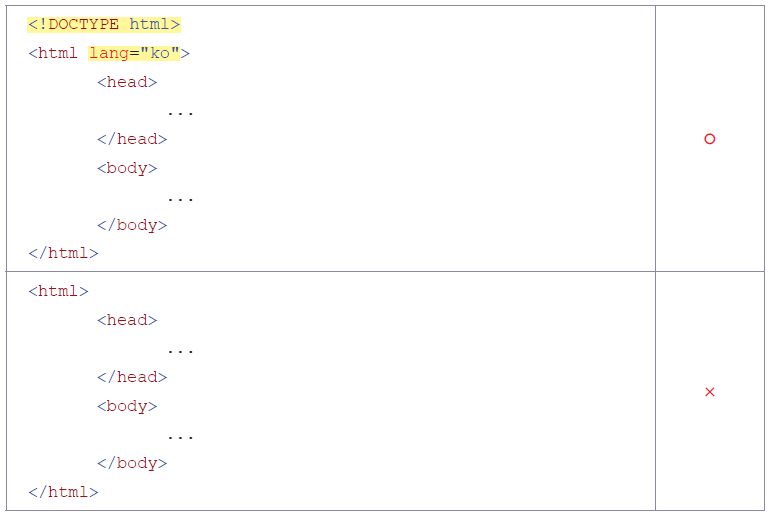 <!DOCTYPE html>
<html lang="ko">
<head>
...
</head>
<body>
...
</body>
</html>
○
<html>
<head>
...
</head>
<body>
...
</body>
</html>
×